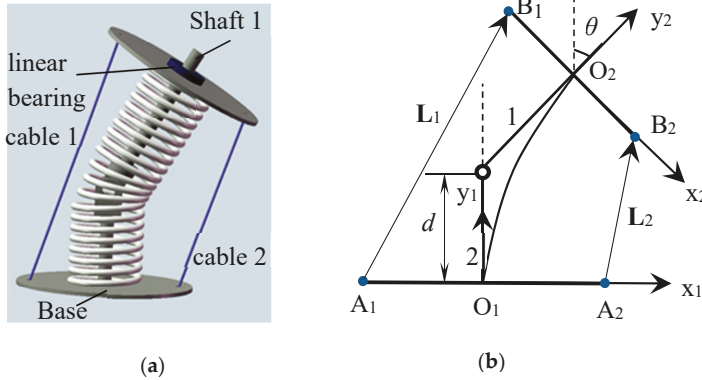 Shaft 1
linear
bearing
cable 1
cable 2
Base
(a)
B₁
θ
y₂
O₂
L₁
1
B₂
x₂
y₁
d
L₂
2
A₁
O₁
A₂
x₁
(b)